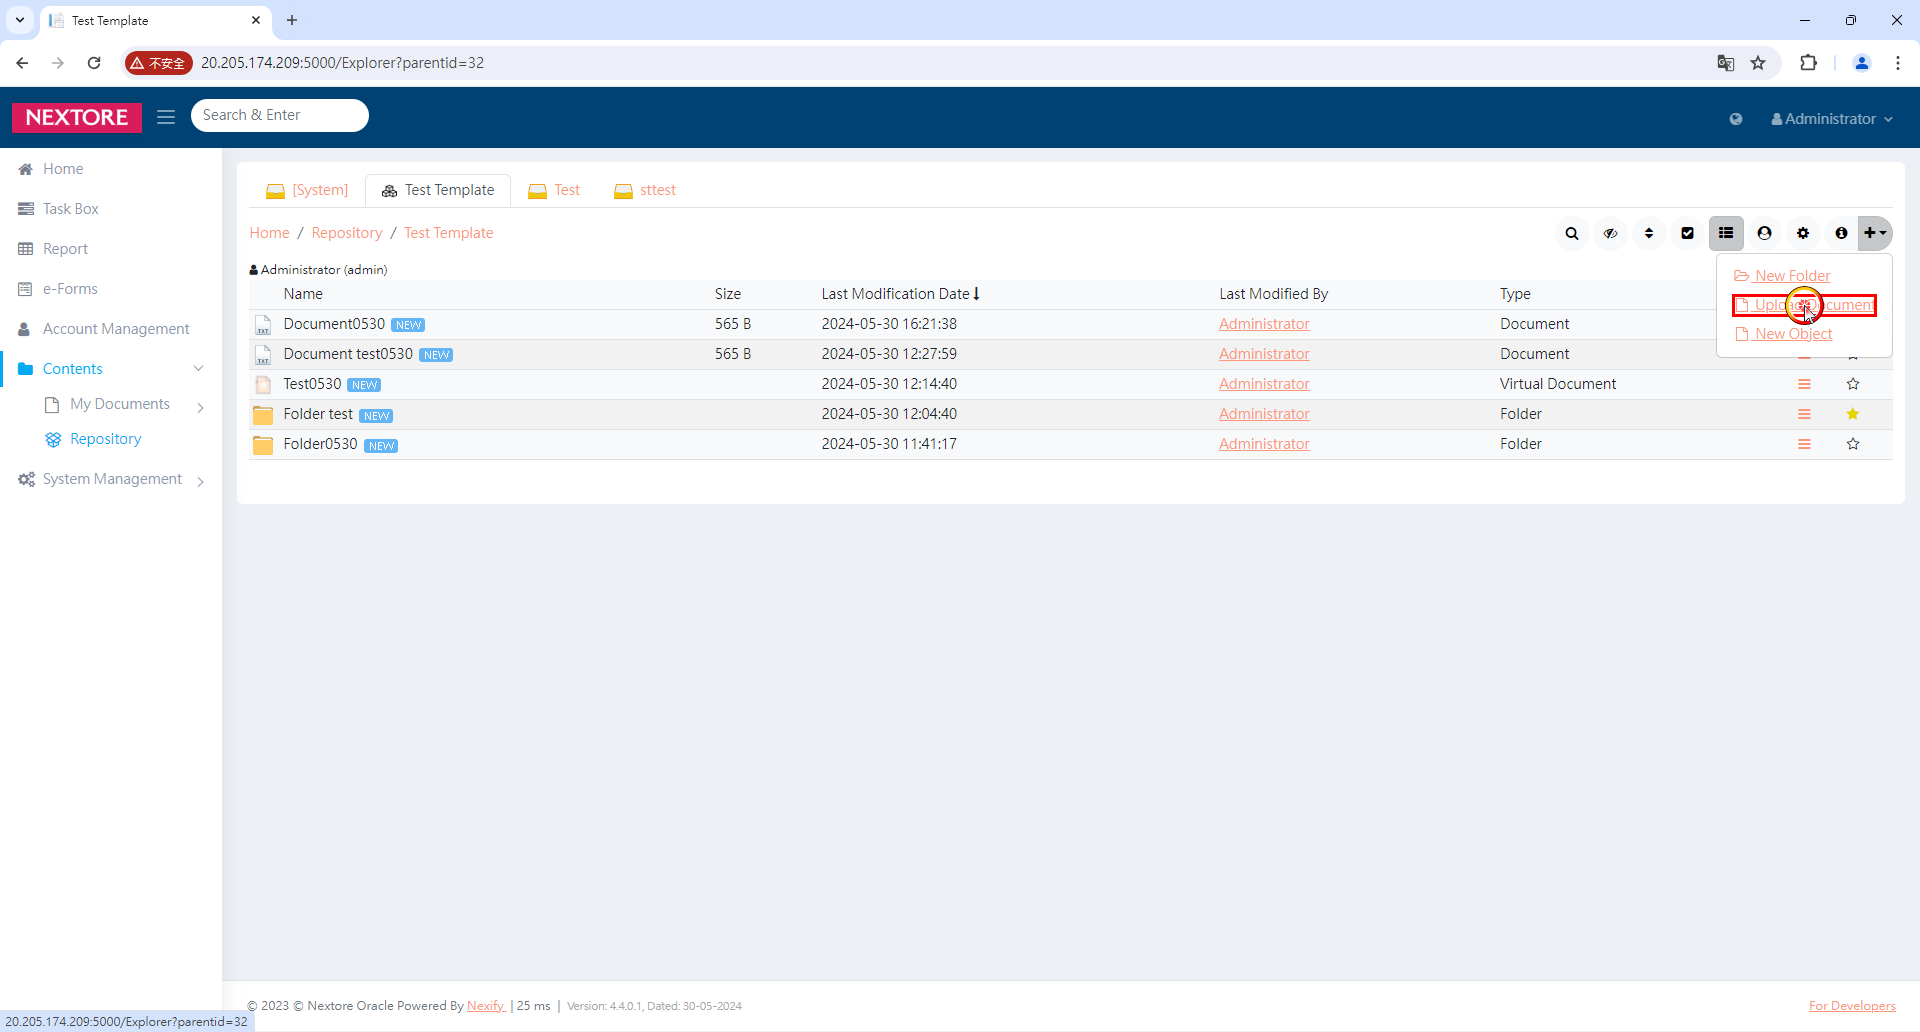 Test Template
不安全
20.205.174.209:5000/Explorer?parentid=32
NEXTORE
Search & Enter
Administrator
Home
Task Box
Report
e-Forms
Account Management
Contents
My Documents
Repository
System Management
[System]
Test Template
Test
sttest
Home / Repository / Test Template
New Folder
Upload Document
New Object
Administrator (admin)
Name Size Last Modification Date Last Modified By Type
TXT Document0530 NEW 565 B 2024-05-30 16:21:38 Administrator Document
TXT Document test0530 NEW 565 B 2024-05-30 12:27:59 Administrator Document
Test0530 NEW 2024-05-30 12:14:40 Administrator Virtual Document
Folder test NEW 2024-05-30 12:04:40 Administrator Folder
Folder0530 NEW 2024-05-30 11:41:17 Administrator Folder
© 2023 © Nextore Oracle Powered By Nexify | 25 ms | Version: 4.4.0.1, Dated: 30-05-2024
For Developers
20.205.174.209:5000/Explorer?parentid=32